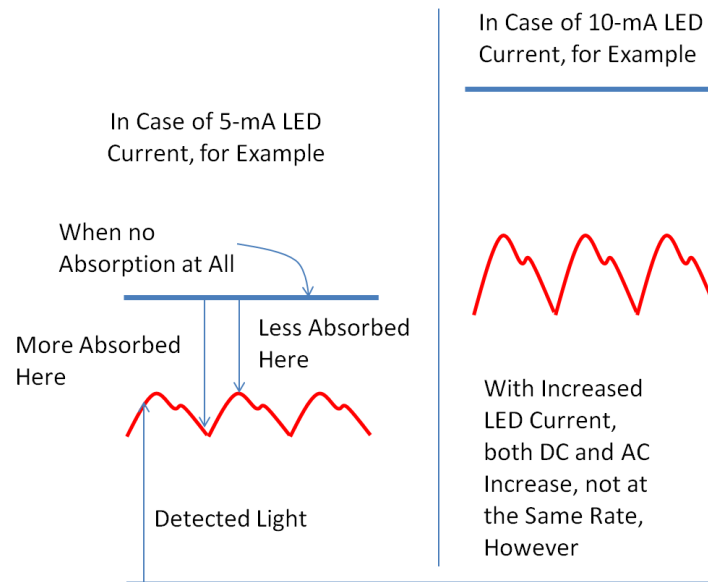 In Case of 5-mA LED
Current, for Example
When no
Absorption at All
More Absorbed
Here
Less Absorbed
Here
Detected Light
In Case of 10-mA LED
Current, for Example
With Increased
LED Current,
both DC and AC
Increase, not at
the Same Rate,
However